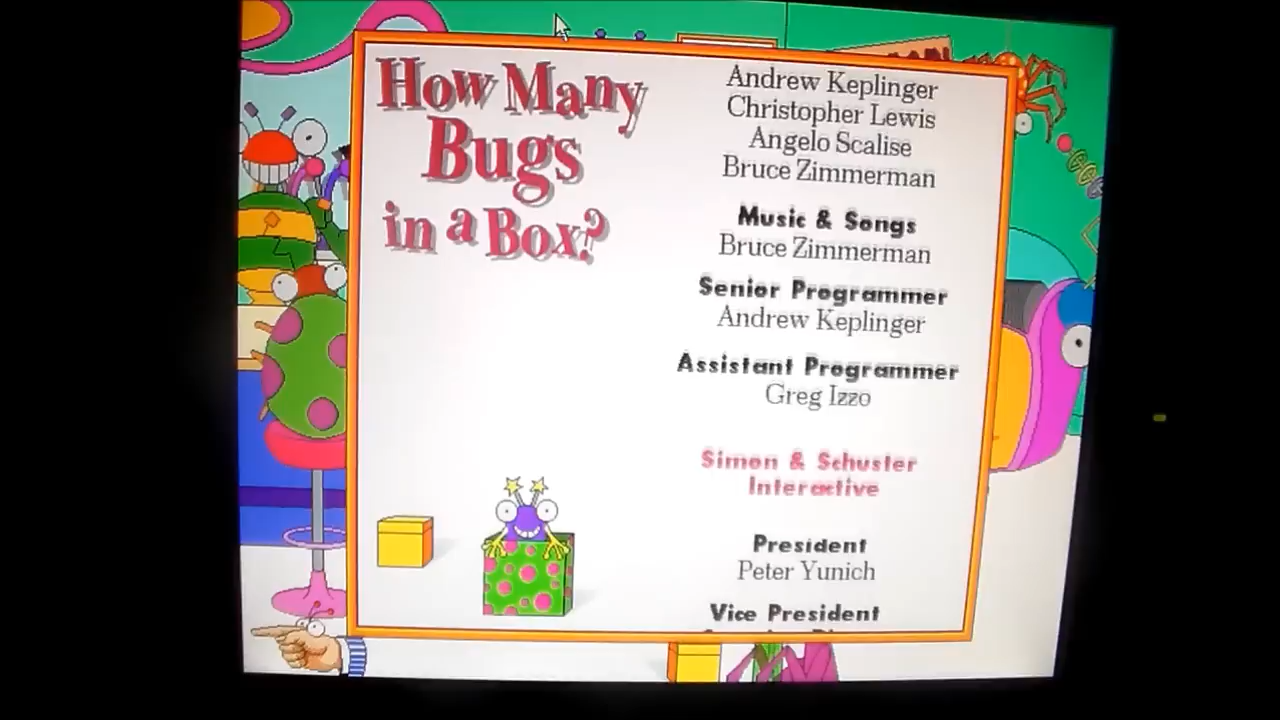 How Many
Bugs
in a Box?
Andrew Keplinger
Christopher Lewis
Angelo Scalise
Bruce Zimmerman
Music & Songs
Bruce Zimmerman
Senior Programmer
Andrew Keplinger
Assistant Programmer
Greg Izzo
Simon & Schuster
Interactive
President
Peter Yunich
Vice President